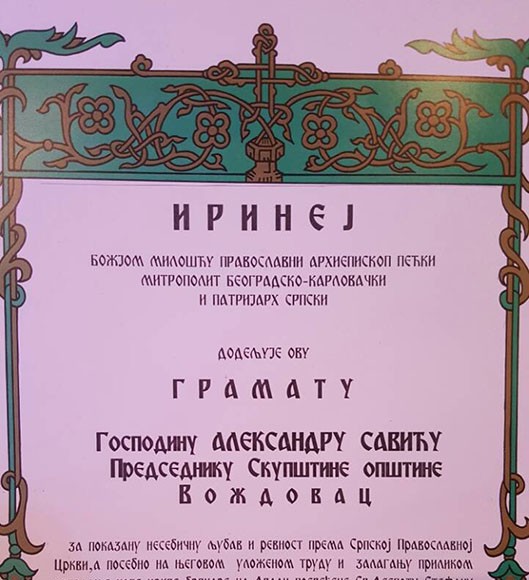 ИРИНЕЈ
БОЖЈОМ МИЛОШЋУ ПРАВОСЛАВНИ АРХИЕПИСКОП ПЕЋКИ
МИТРОПОЛИТ БЕОГРАДСКО-КАРЛОВАЧКИ
И ПАТРИЈАРХ СРПСКИ
ДОДЕЉУЈЕ ОВУ
ГРАМАТУ
Господину АЛЕКСАНДРУ САВИЋУ
Председнику Скупштине општине
Вождовац
за показану несебичну љубав и ревност према Српској Православној
Цркви,а посебно на његовом уложеном труду и залагању приликом